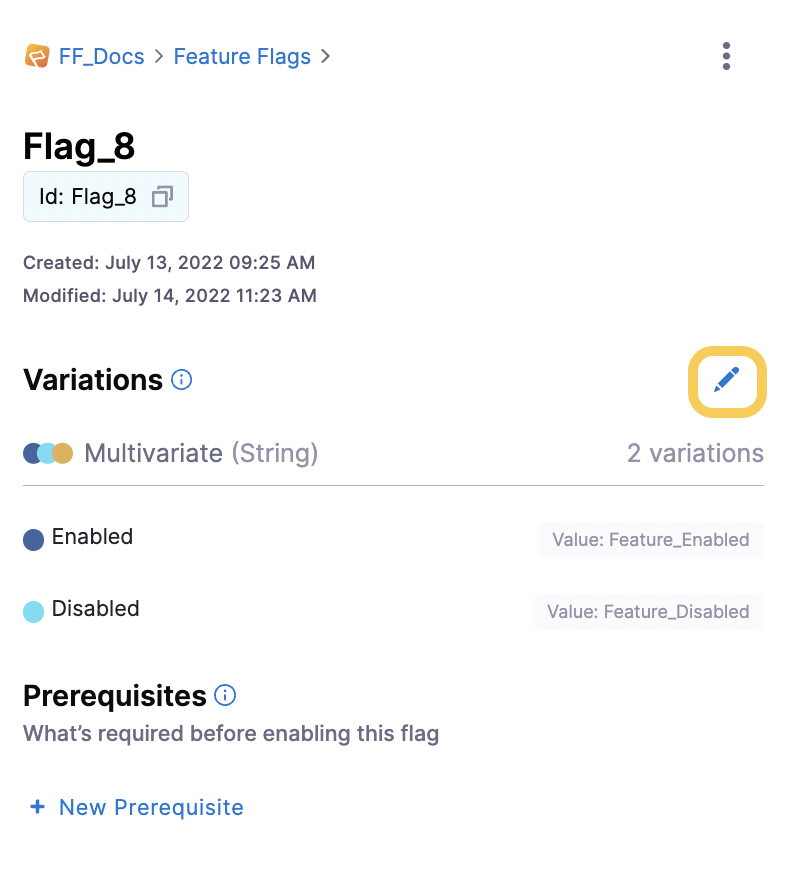 FF_Docs > Feature Flags >
Flag_8
Id: Flag_8
Created: July 13, 2022 09:25 AM
Modified: July 14, 2022 11:23 AM
Variations
Multivariate (String) 2 variations
Enabled Value: Feature_Enabled
Disabled Value: Feature_Disabled
Prerequisites
What’s required before enabling this flag
+ New Prerequisite